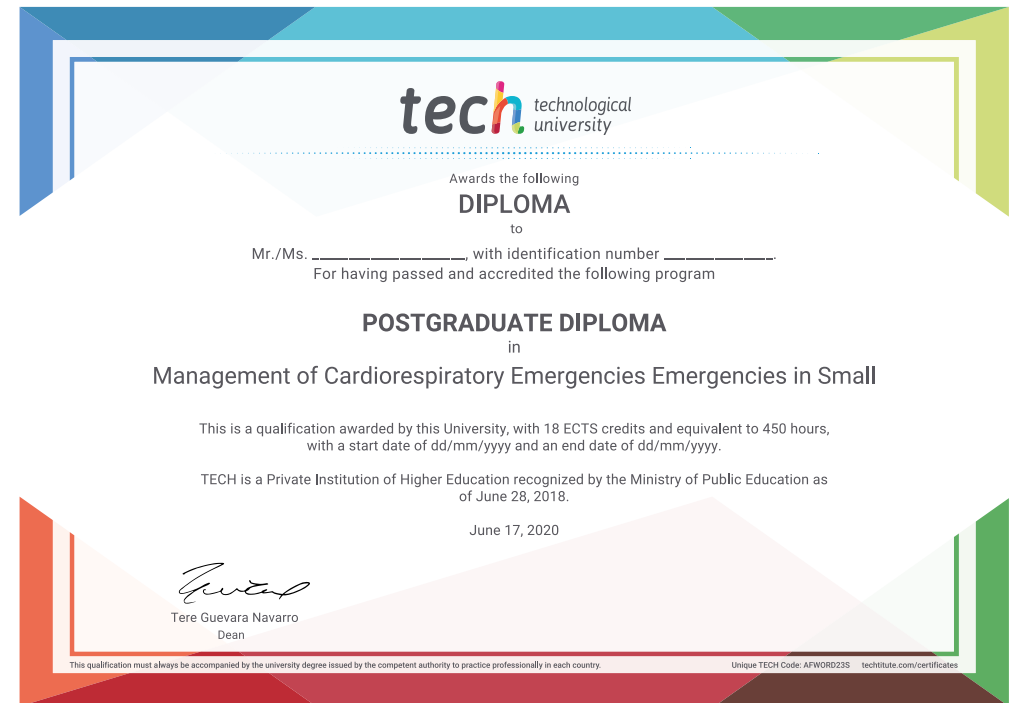 tech technological
university
Awards the following
DIPLOMA
to
Mr./Ms. ____________________, with identification number ______________.
For having passed and accredited the following program
POSTGRADUATE DIPLOMA
in
Management of Cardiorespiratory Emergencies Emergencies in Small
This is a qualification awarded by this University, with 18 ECTS credits and equivalent to 450 hours,
with a start date of dd/mm/yyyy and an end date of dd/mm/yyyy.
TECH is a Private Institution of Higher Education recognized by the Ministry of Public Education as
of June 28, 2018.
June 17, 2020
Tere Guevara Navarro
Dean
This qualification must always be accompanied by the university degree issued by the competent authority to practice professionally in each country.
Unique TECH Code: AFWORD23S techtitute.com/certificates